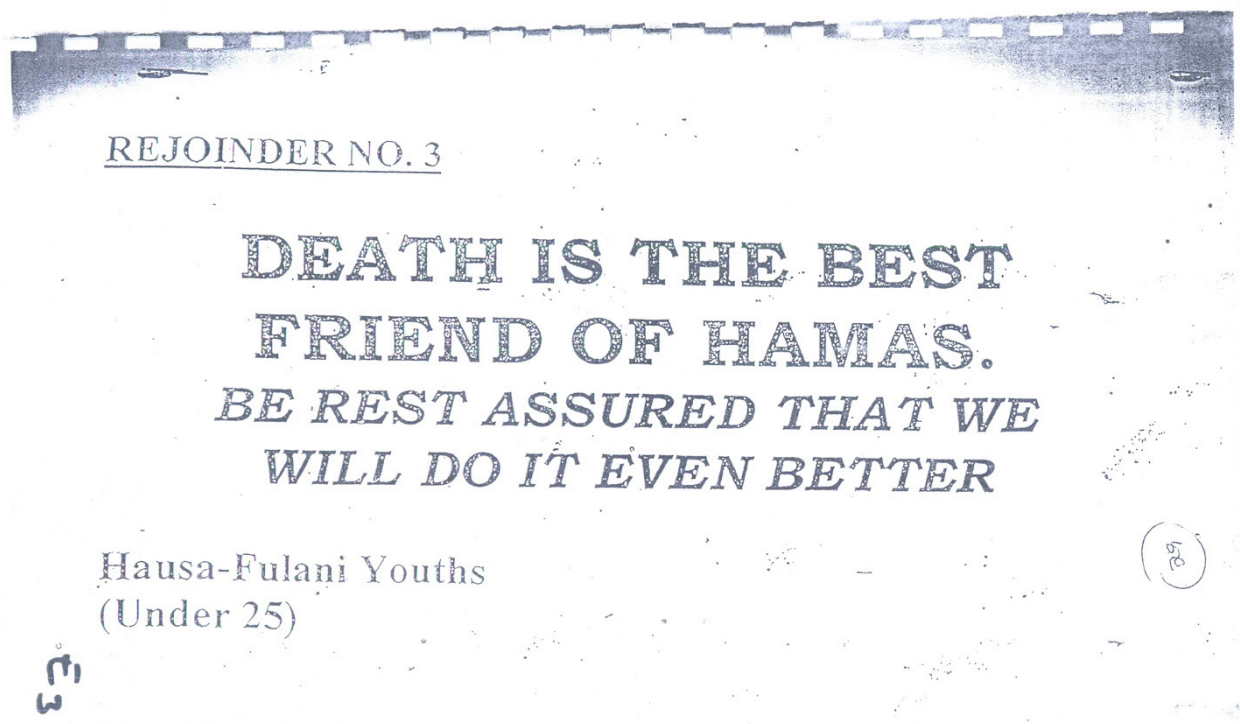 REJOINDER NO. 3
DEATH IS THE BEST
FRIEND OF HAMAS.
BE REST ASSURED THAT WE
WILL DO IT EVEN BETTER
Hausa-Fulani Youths
(Under 25)
E3